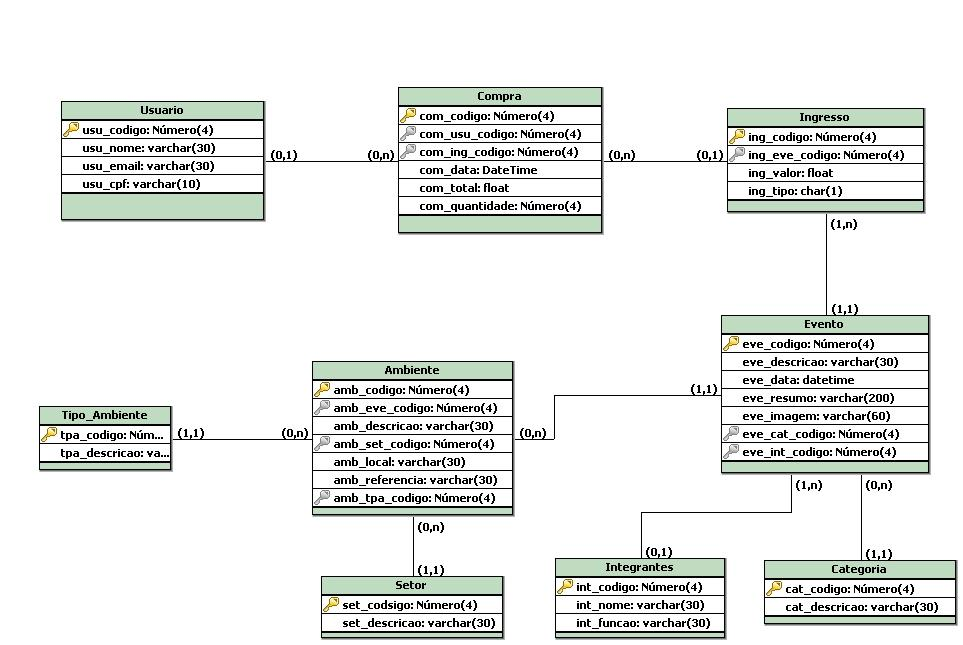 Usuario
usu_codigo: Número(4)
usu_nome: varchar(30)
usu_email: varchar(30)
usu_cpf: varchar(10)
(0,1)
(0,n)
Compra
com_codigo: Número(4)
com_usu_codigo: Número(4)
com_ing_codigo: Número(4)
com_data: DateTime
com_total: float
com_quantidade: Número(4)
(0,n)
(0,1)
Ingresso
ing_codigo: Número(4)
ing_eve_codigo: Número(4)
ing_valor: float
ing_tipo: char(1)
(1,n)
(1,1)
Evento
eve_codigo: Número(4)
eve_descricao: varchar(30)
eve_data: datetime
eve_resumo: varchar(200)
eve_imagem: varchar(60)
eve_cat_codigo: Número(4)
eve_int_codigo: Número(4)
(1,1)
(0,n)
Ambiente
amb_codigo: Número(4)
amb_eve_codigo: Número(4)
amb_descricao: varchar(30)
amb_set_codigo: Número(4)
amb_local: varchar(30)
amb_referencia: varchar(30)
amb_tpa_codigo: Número(4)
(0,n)
(1,1)
Tipo_Ambiente
tpa_codigo: Núm...
tpa_descricao: va...
(0,n)
(1,1)
Setor
set_codsigo: Número(4)
set_descricao: varchar(30)
(1,n)
(0,1)
Integrantes
int_codigo: Número(4)
int_nome: varchar(30)
int_funcao: varchar(30)
(0,n)
(1,1)
Categoria
cat_codigo: Número(4)
cat_descricao: varchar(30)